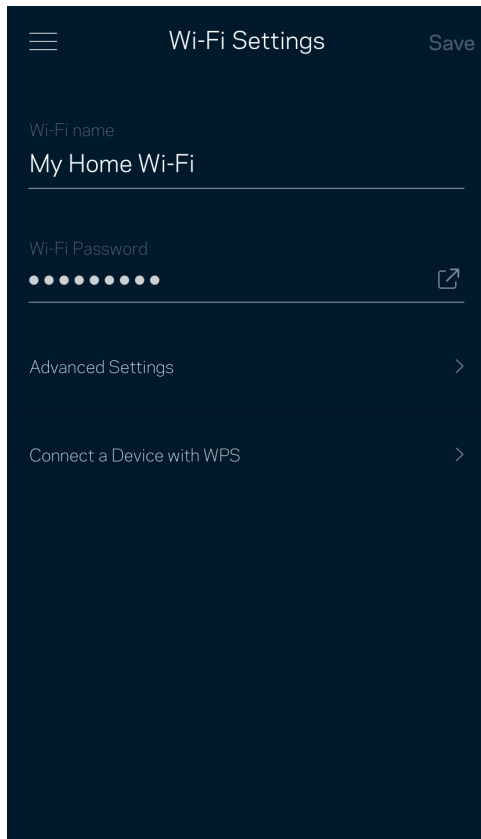 Wi-Fi Settings
Save
Wi-Fi name
My Home Wi-Fi
Wi-Fi Password
●●●●●●●●●
Advanced Settings
Connect a Device with WPS